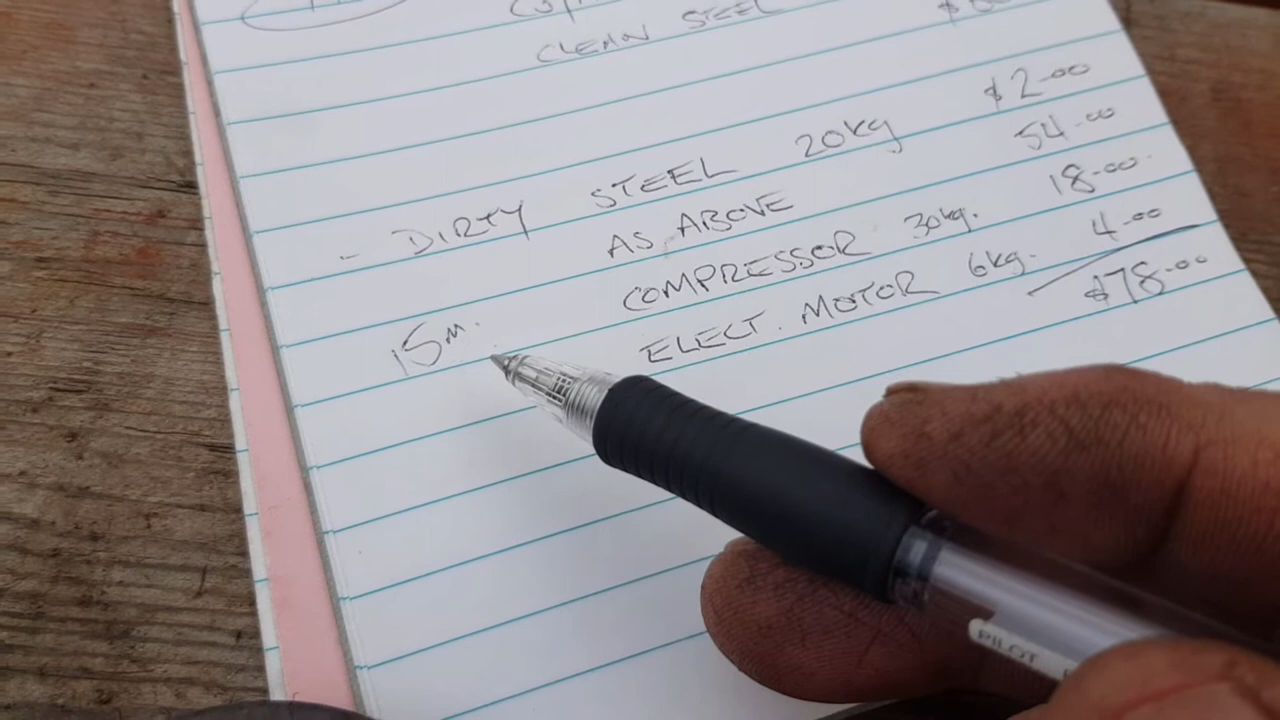 CLEAN STEEL
- DIRTY STEEL 20kg $2-00
AS ABOVE 54-00
COMPRESSOR 30kg. 18-00.
15M. ELECT. MOTOR 6kg. 4-00
$78-00
PILOT